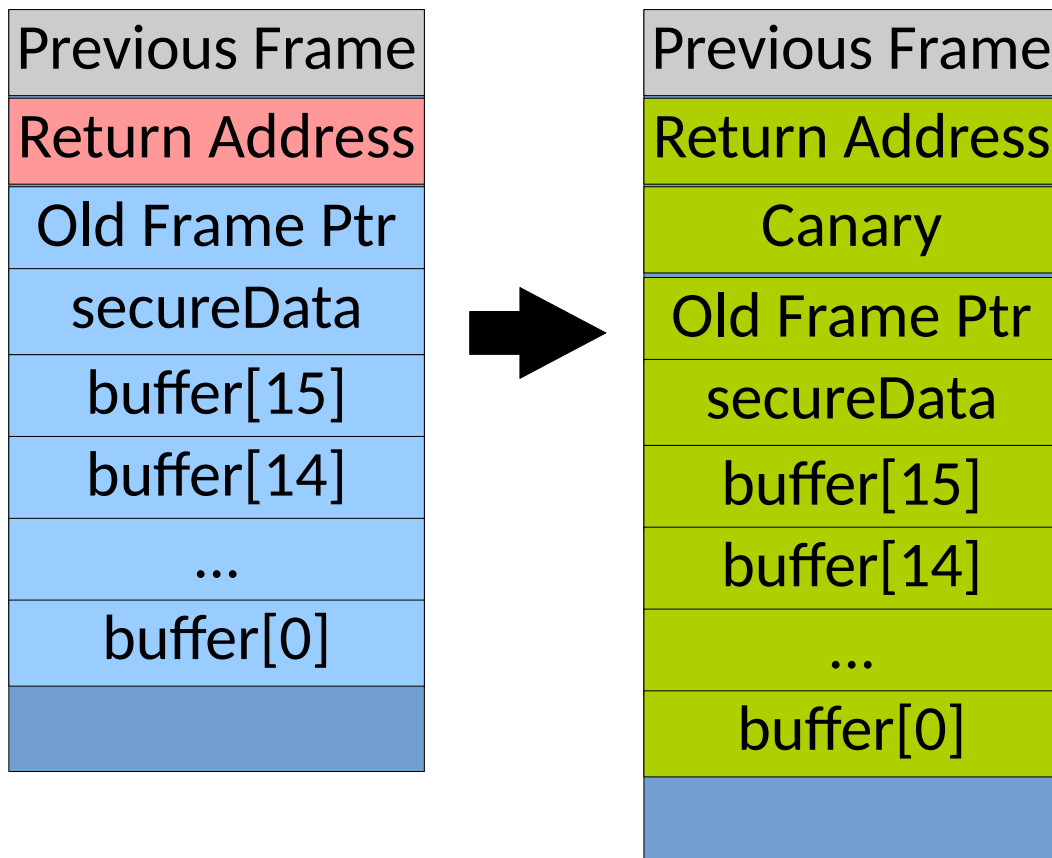 Previous Frame
Return Address
Old Frame Ptr
secureData
buffer[15]
buffer[14]
...
buffer[0]
Previous Frame
Return Address
Canary
Old Frame Ptr
secureData
buffer[15]
buffer[14]
...
buffer[0]